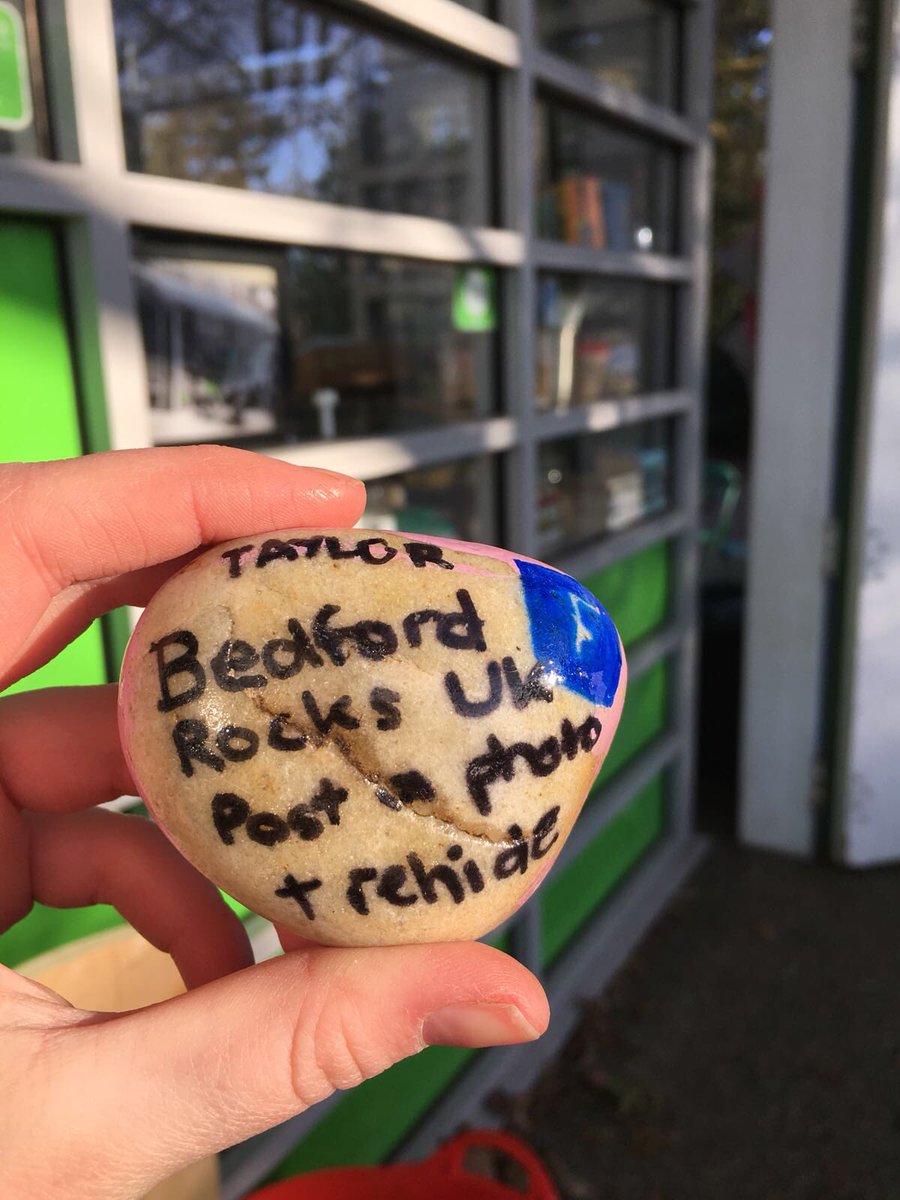 TAYLOR
Bedford
Rocks UK
Post a photo
+ rehide